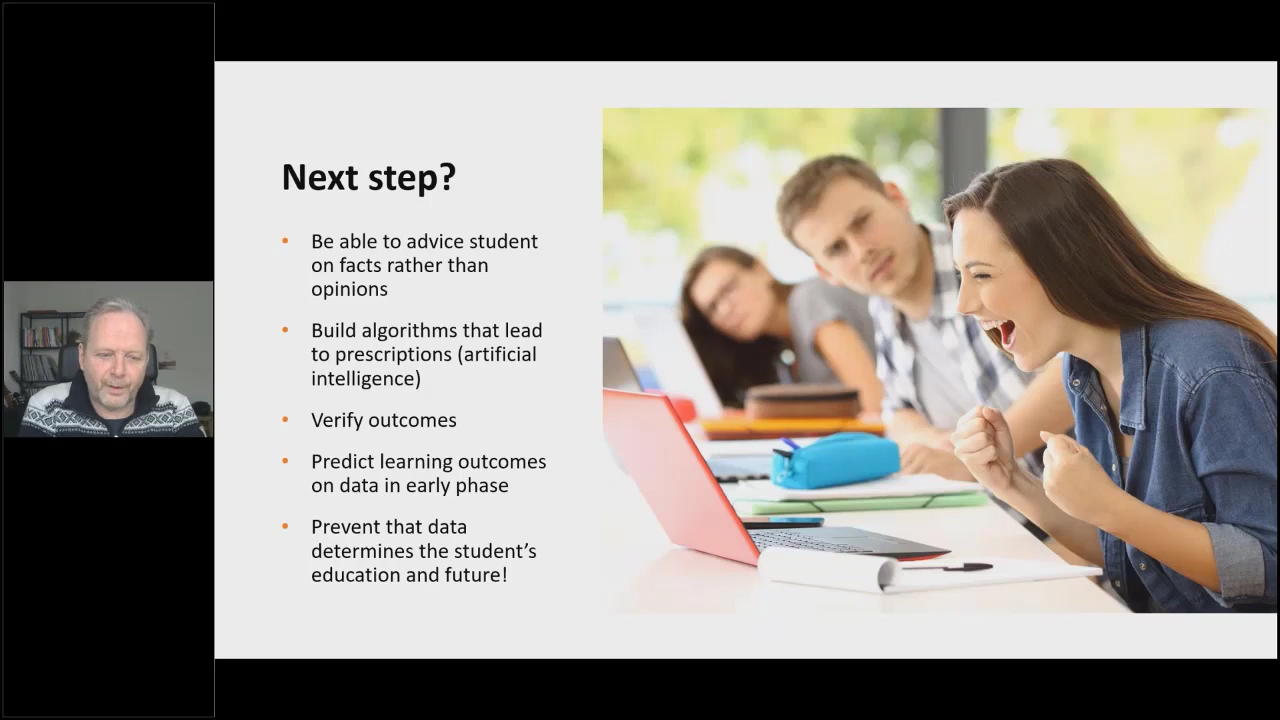 Next step?
• Be able to advice student
on facts rather than
opinions
• Build algorithms that lead
to prescriptions (artificial
intelligence)
• Verify outcomes
• Predict learning outcomes
on data in early phase
• Prevent that data
determines the student’s
education and future!